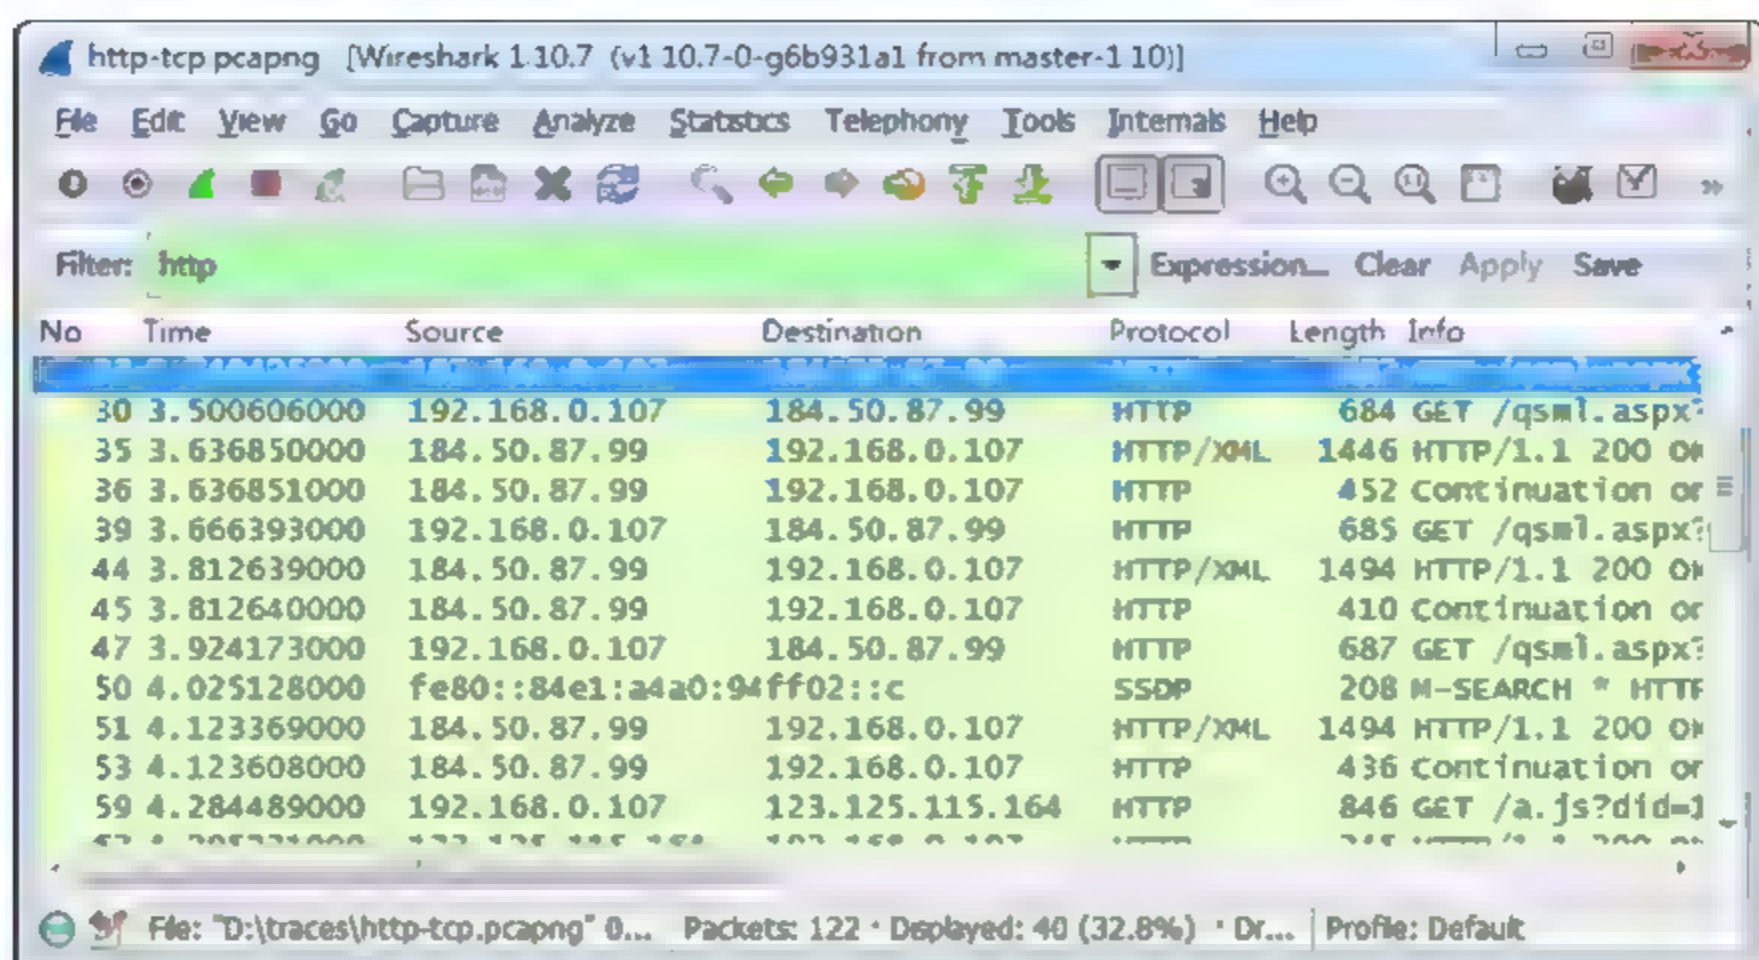 http-tcp pcapng [Wireshark 1.10.7 (v1 10.7-0-g6b931a1 from master-1 10)]
File Edit View Go Capture Analyze Statistics Telephony Tools Internals Help
Filter: http Expression... Clear Apply Save
No Time Source Destination Protocol Length Info
30 3.500606000 192.168.0.107 184.50.87.99 HTTP 684 GET /qsml.aspx?
35 3.636850000 184.50.87.99 192.168.0.107 HTTP/XML 1446 HTTP/1.1 200 OK
36 3.636851000 184.50.87.99 192.168.0.107 HTTP 452 Continuation or
39 3.666393000 192.168.0.107 184.50.87.99 HTTP 685 GET /qsml.aspx?
44 3.812639000 184.50.87.99 192.168.0.107 HTTP/XML 1494 HTTP/1.1 200 OK
45 3.812640000 184.50.87.99 192.168.0.107 HTTP 410 Continuation or
47 3.924173000 192.168.0.107 184.50.87.99 HTTP 687 GET /qsml.aspx?
50 4.025128000 fe80::84e1:a4a0:94ff02::c SSDP 208 M-SEARCH * HTTP
51 4.123369000 184.50.87.99 192.168.0.107 HTTP/XML 1494 HTTP/1.1 200 OK
53 4.123608000 184.50.87.99 192.168.0.107 HTTP 436 Continuation or
59 4.284489000 192.168.0.107 123.125.115.164 HTTP 846 GET /a.js?did=1
File: "D:\traces\http-tcp.pcapng" 0... Packets: 122 · Displayed: 40 (32.8%) · Dr... Profile: Default